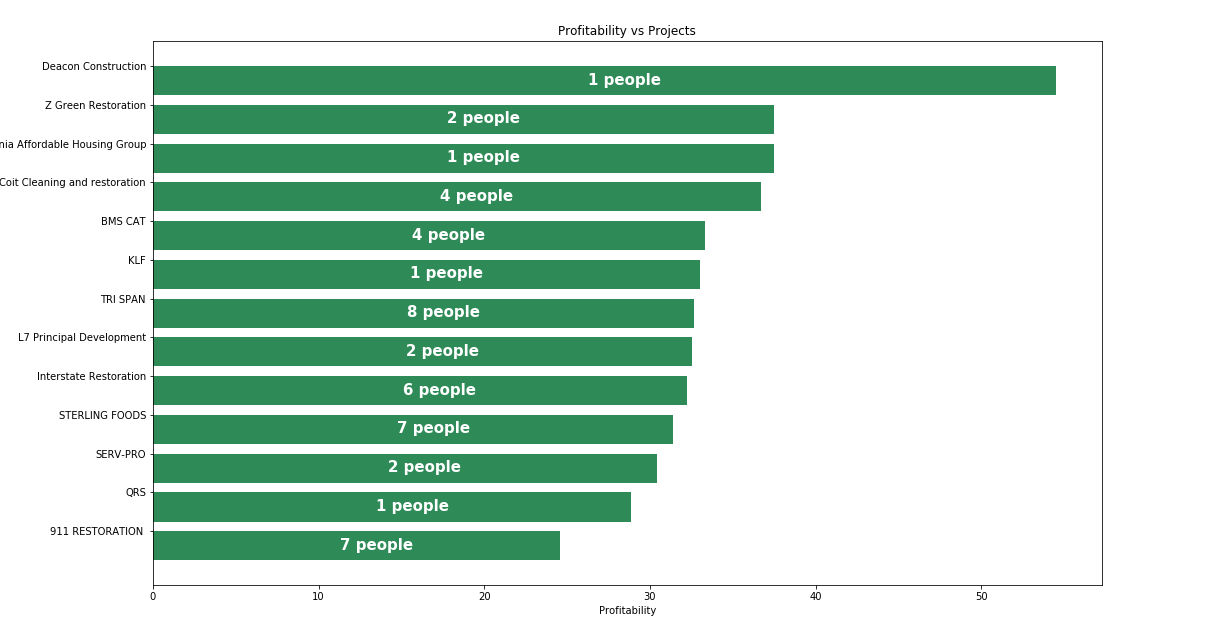 Profitability vs Projects
Deacon Construction
1 people
Z Green Restoration
2 people
Affordable Housing Group
1 people
Coit Cleaning and restoration
4 people
BMS CAT
4 people
KLF
1 people
TRI SPAN
8 people
L7 Principal Development
2 people
Interstate Restoration
6 people
STERLING FOODS
7 people
SERV-PRO
2 people
QRS
1 people
911 RESTORATION
7 people
0 10 20 30 40 50
Profitability